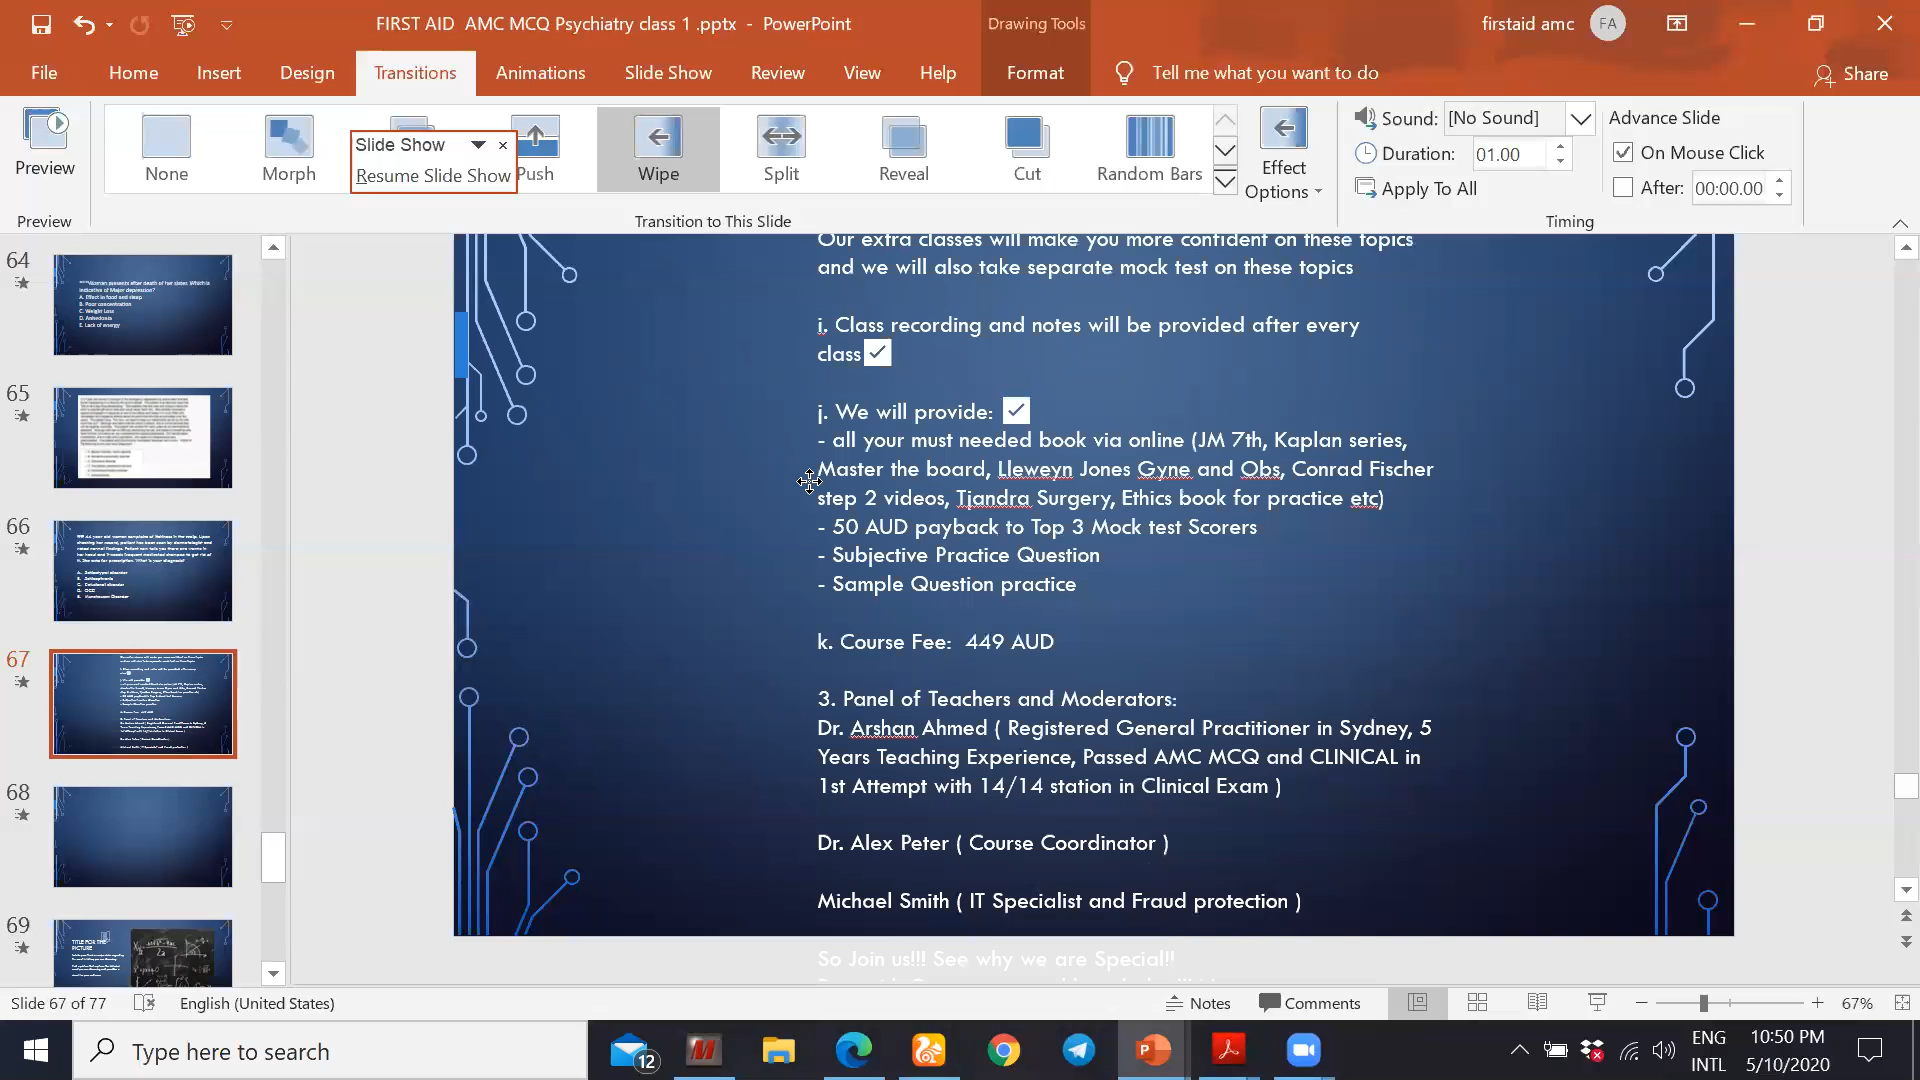 FIRST AID  AMC MCQ Psychiatry class 1 .pptx  -  PowerPoint
Drawing Tools
firstaid amc
FA
File
Home
Insert
Design
Transitions
Animations
Slide Show
Review
View
Help
Format
Tell me what you want to do
Share
Preview
None
Morph
Slide Show
Resume Slide Show
Push
Wipe
Split
Reveal
Cut
Random Bars
Effect
Options
Sound:
[No Sound]
Duration:
01.00
Apply To All
Advance Slide
On Mouse Click
After:
00:00.00
Preview
Transition to This Slide
Timing
64
65
66
67
68
69
TITLE FOR THE
PICTURE
Our extra classes will make you more confident on these topics
and we will also take separate mock test on these topics
i. Class recording and notes will be provided after every
class
j. We will provide:
- all your must needed book via online (JM 7th, Kaplan series,
Master the board, Lleweyn Jones Gyne and Obs, Conrad Fischer
step 2 videos, Tjandra Surgery, Ethics book for practice etc)
- 50 AUD payback to Top 3 Mock test Scorers
- Subjective Practice Question
- Sample Question practice
k. Course Fee:  449 AUD
3. Panel of Teachers and Moderators:
Dr. Arshan Ahmed ( Registered General Practitioner in Sydney, 5
Years Teaching Experience, Passed AMC MCQ and CLINICAL in
1st Attempt with 14/14 station in Clinical Exam )
Dr. Alex Peter ( Course Coordinator )
Michael Smith ( IT Specialist and Fraud protection )
So Join us!!! See why we are Special!!
Slide 67 of 77
English (United States)
Notes
Comments
67%
Type here to search
12
ENG
INTL
10:50 PM
5/10/2020